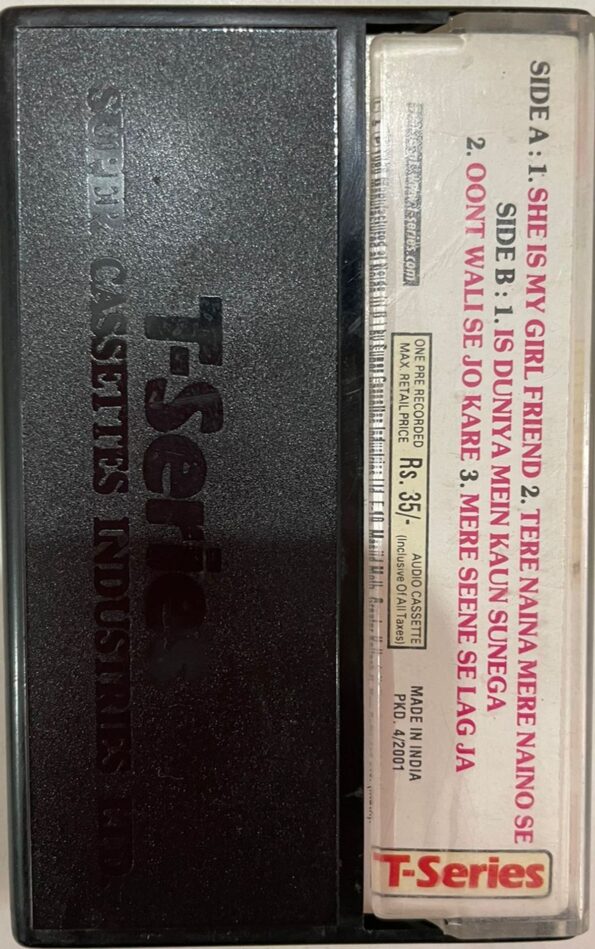 SIDE A : 1. SHE IS MY GIRL FRIEND 2. TERE NAINA MERE NAINO SE
SIDE B : 1. IS DUNIYA MEIN KAUN SUNEGA
2. OONT WALI SE JO KARE 3. MERE SEENE SE LAG JA
ONE PRE RECORDED AUDIO CASSETTE
MAX. RETAIL PRICE Rs. 35/- (Inclusive Of All Taxes)
MADE IN INDIA
PKD. 4/2001
T-Series
T-Series
SUPER CASSETTES INDUSTRIES LTD.